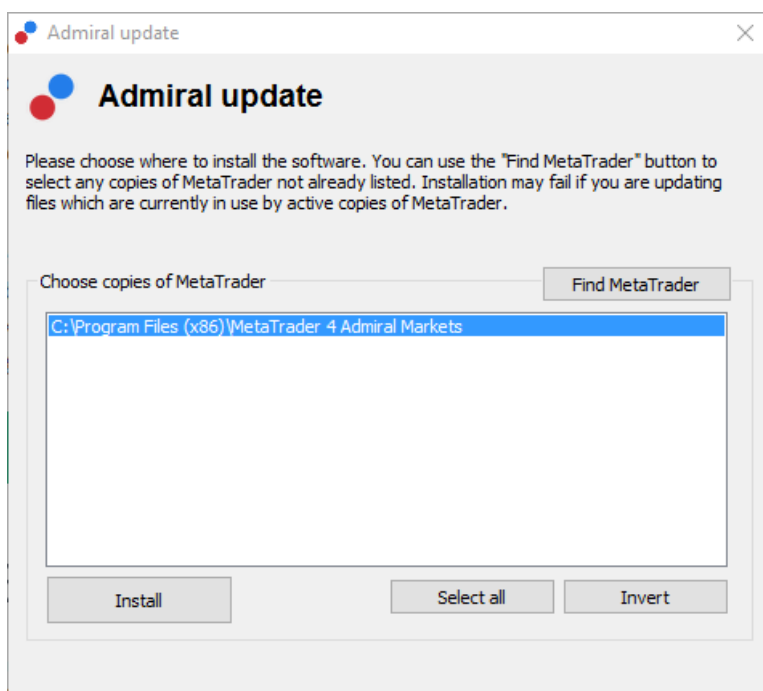 Admiral update
Admiral update
Please choose where to install the software. You can use the "Find MetaTrader" button to
select any copies of MetaTrader not already listed. Installation may fail if you are updating
files which are currently in use by active copies of MetaTrader.
Choose copies of MetaTrader
Find MetaTrader
C:\Program Files (x86)\MetaTrader 4 Admiral Markets
Install
Select all
Invert